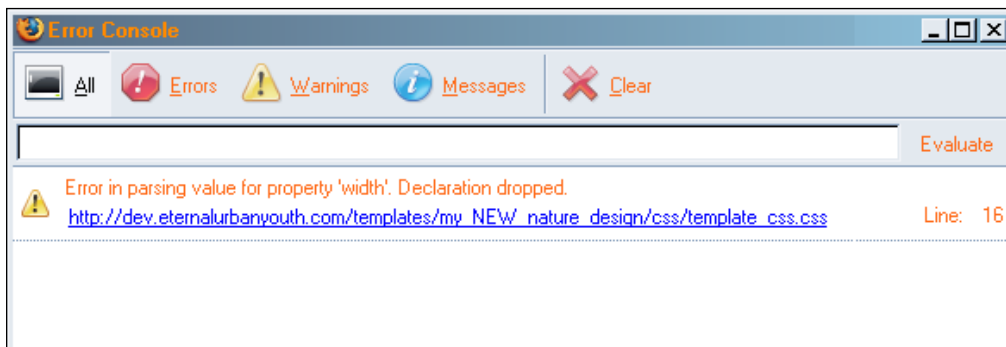 Error Console
All Errors Warnings Messages Clear
Evaluate
Error in parsing value for property 'width'. Declaration dropped.
http://dev.eternalurbanyouth.com/templates/my_NEW_nature_design/css/template_css.css Line: 16